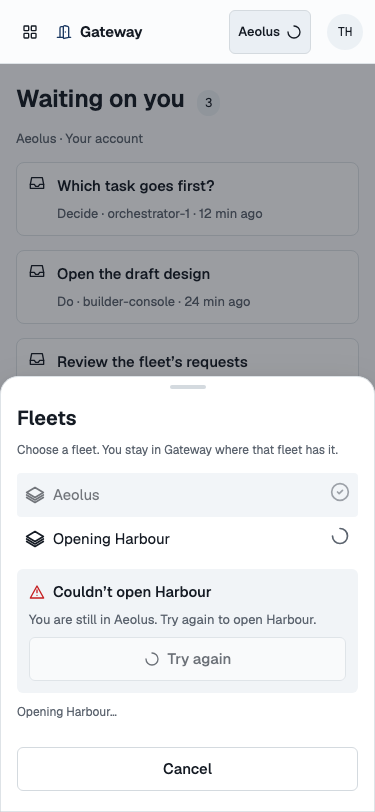 Gateway
Aeolus
TH
Waiting on you 3
Aeolus · Your account
Which task goes first?
Decide · orchestrator-1 · 12 min ago
Open the draft design
Do · builder-console · 24 min ago
Review the fleet’s requests
Fleets
Choose a fleet. You stay in Gateway where that fleet has it.
Aeolus
Opening Harbour
Couldn’t open Harbour
You are still in Aeolus. Try again to open Harbour.
Try again
Opening Harbour…
Cancel